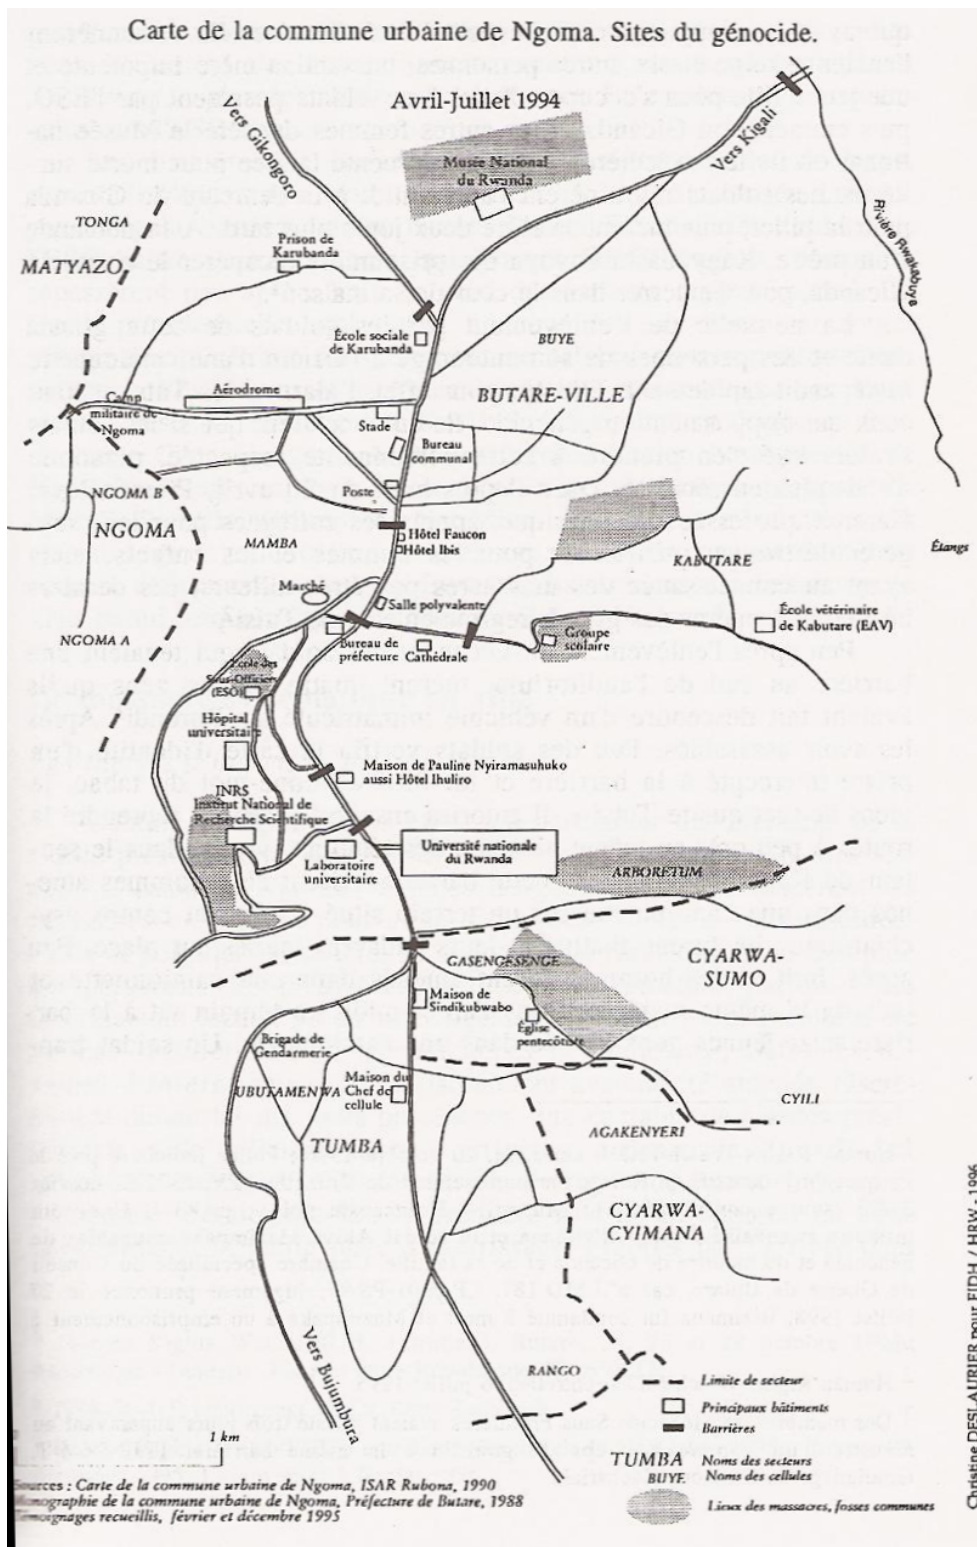 Carte de la commune urbaine de Ngoma. Sites du génocide.
Avril-Juillet 1994
Vers Gikongoro
Musée National
du Rwanda
Vers Kigali
Rivière Rwabuye
TONGA
MATYAZO
Prison de
Karubanda
École sociale
de Karubanda
BUYE
BUTARE-VILLE
Camp
militaire de
Ngoma
Aérodrome
Stade
Bureau
communal
NGOMA B
NGOMA
Poste
MAMBA
Hôtel Faucon
Hôtel Ibis
KABUTARE
Étangs
Marché
Salle polyvalente
NGOMA A
Bureau de
préfecture
Cathédrale
Groupe
scolaire
École vétérinaire
de Kabutare (EAV)
École des
Sous-Officiers
(ESO)
Hôpital
universitaire
Maison de Pauline Nyiramasuhuko
aussi Hôtel Ihuliro
INRS
Institut National de
Recherche Scientifique
Laboratoire
universitaire
Université nationale
du Rwanda
ARBORETUM
GASENGESENGE
CYARWA-
SUMO
Maison de
Sindikubwabo
Église
pentecôtiste
Brigade de
Gendarmerie
UBUTAMENWA
Maison du
Chef de
cellule
CYILI
AGAKENYERI
TUMBA
CYARWA-
CYIMANA
Vers Bujumbura
RANGO
Limite de secteur
Principaux bâtiments
Barrières
1 km
TUMBA Noms des secteurs
BUYE Noms des cellules
Lieux des massacres, fosses communes
Sources : Carte de la commune urbaine de Ngoma, ISAR Rubona, 1990
Monographie de la commune urbaine de Ngoma, Préfecture de Butare, 1988
Témoignages recueillis, février et décembre 1995
Christine DESLAURIER pour FIDH / HRW - 1996